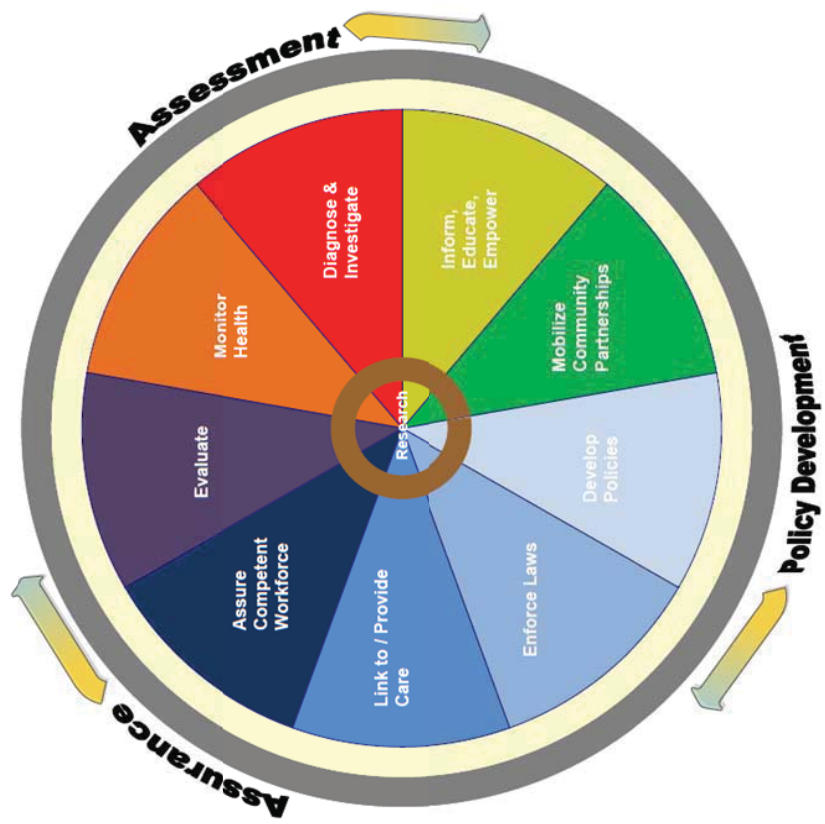 Assessment
Policy Development
Assurance
Monitor
Health
Diagnose &
Investigate
Inform,
Educate,
Empower
Mobilize
Community
Partnerships
Develop
Policies
Enforce Laws
Link to / Provide
Care
Assure
Competent
Workforce
Evaluate
Research